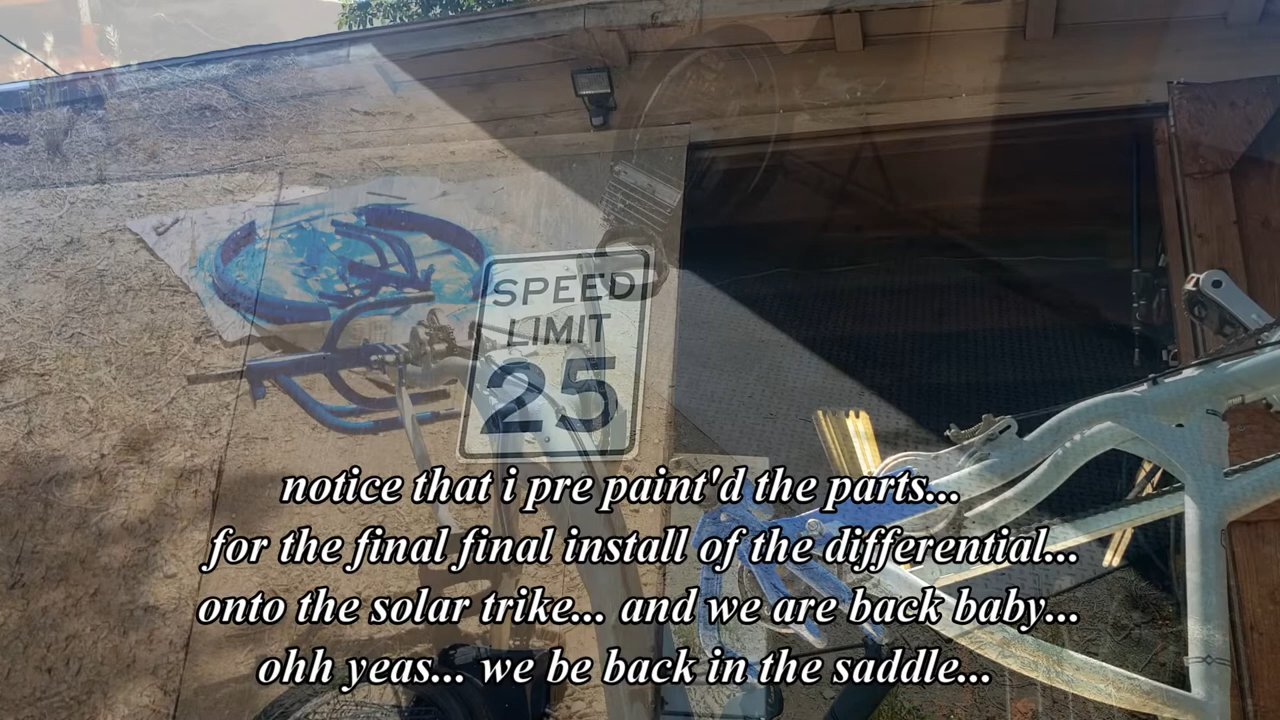 SPEED
LIMIT
25
notice that i pre paint'd the parts...
for the final final install of the differential...
onto the solar trike... and we are back baby...
ohh yeas... we be back in the saddle...